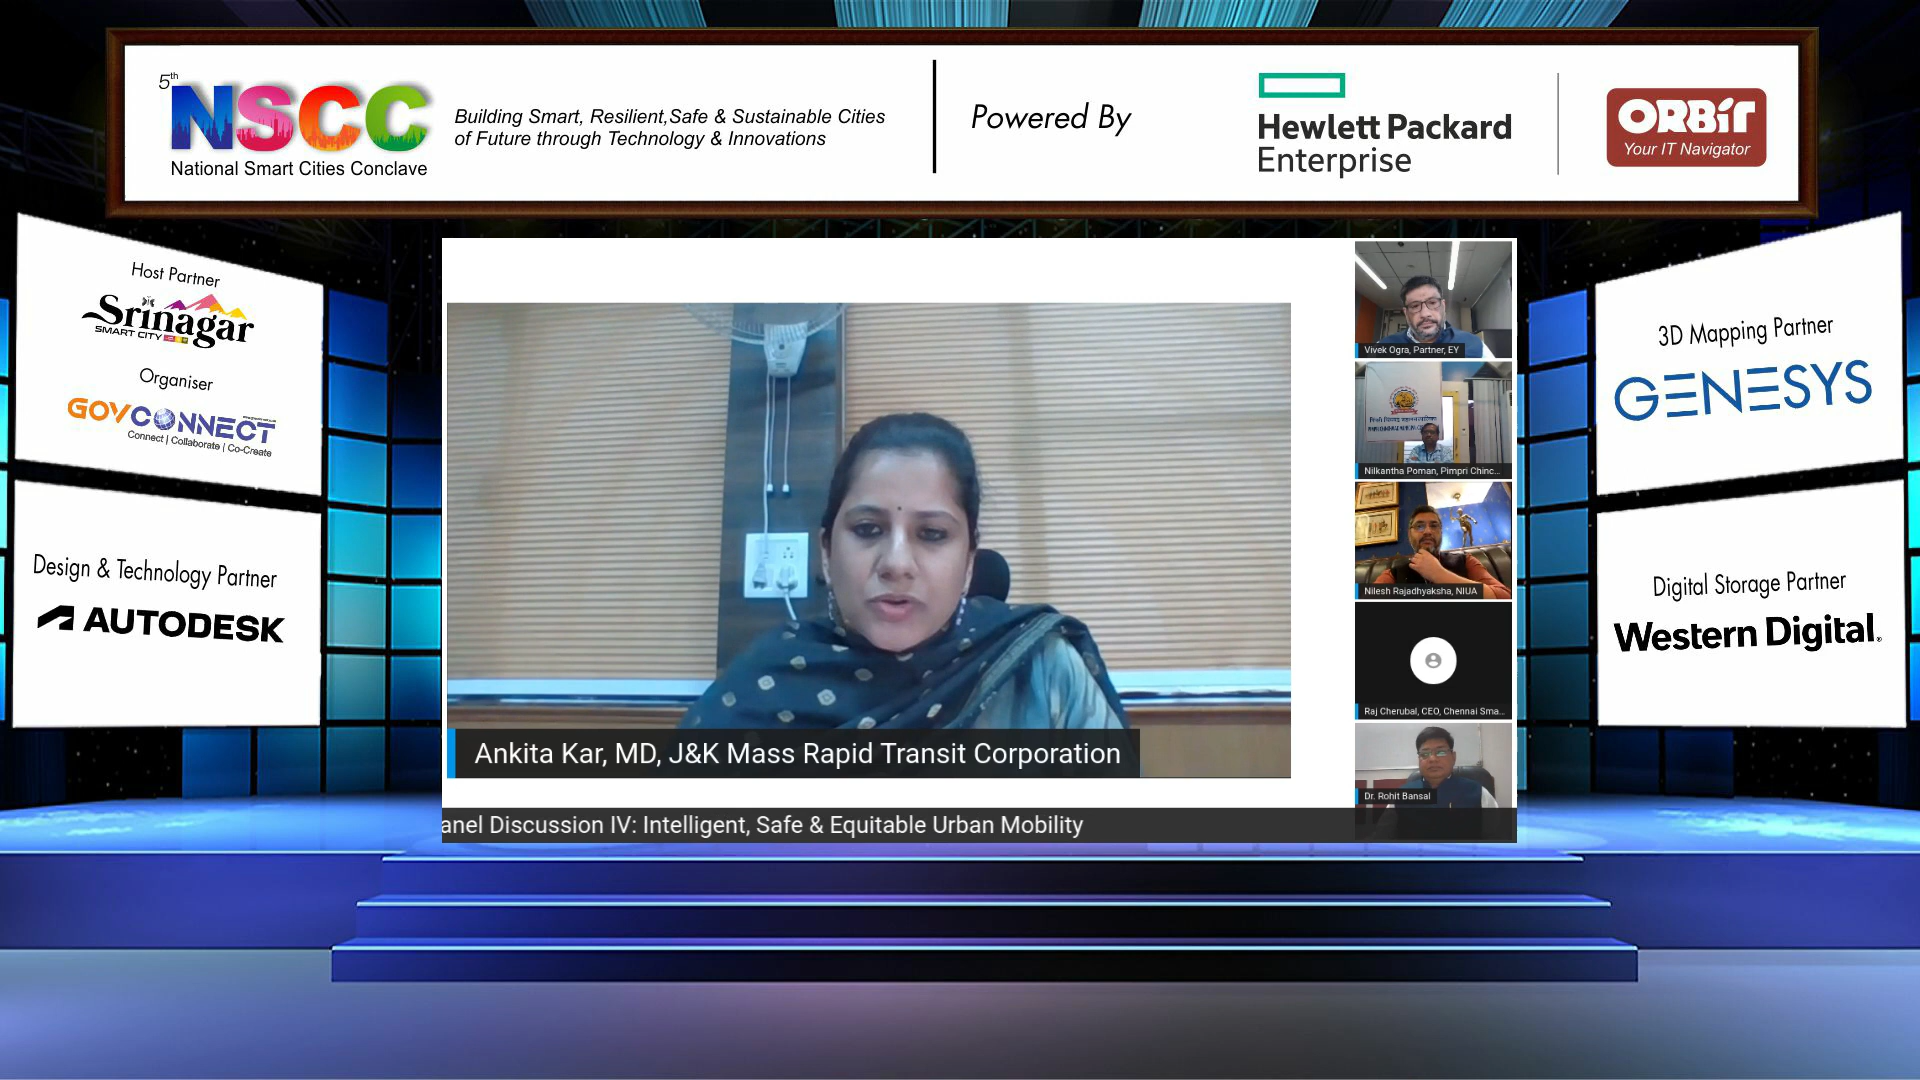 5th
NSCC
National Smart Cities Conclave
Building Smart, Resilient,Safe & Sustainable Cities
of Future through Technology & Innovations
Powered By
Hewlett Packard
Enterprise
ORBIT
Your IT Navigator
Host Partner
Srinagar
SMART CITY
Organiser
GOVCONNECT
Connect | Collaborate | Co-Create
Design & Technology Partner
AUTODESK
Ankita Kar, MD, J&K Mass Rapid Transit Corporation
anel Discussion IV: Intelligent, Safe & Equitable Urban Mobility
Vivek Ogra, Partner, EY
Nilkantha Poman, Pimpri Chinc...
Nilesh Rajadhyaksha, NIUA
Raj Cherubal, CEO, Chennai Sma...
Dr. Rohit Bansal
3D Mapping Partner
GENESYS
Digital Storage Partner
Western Digital.